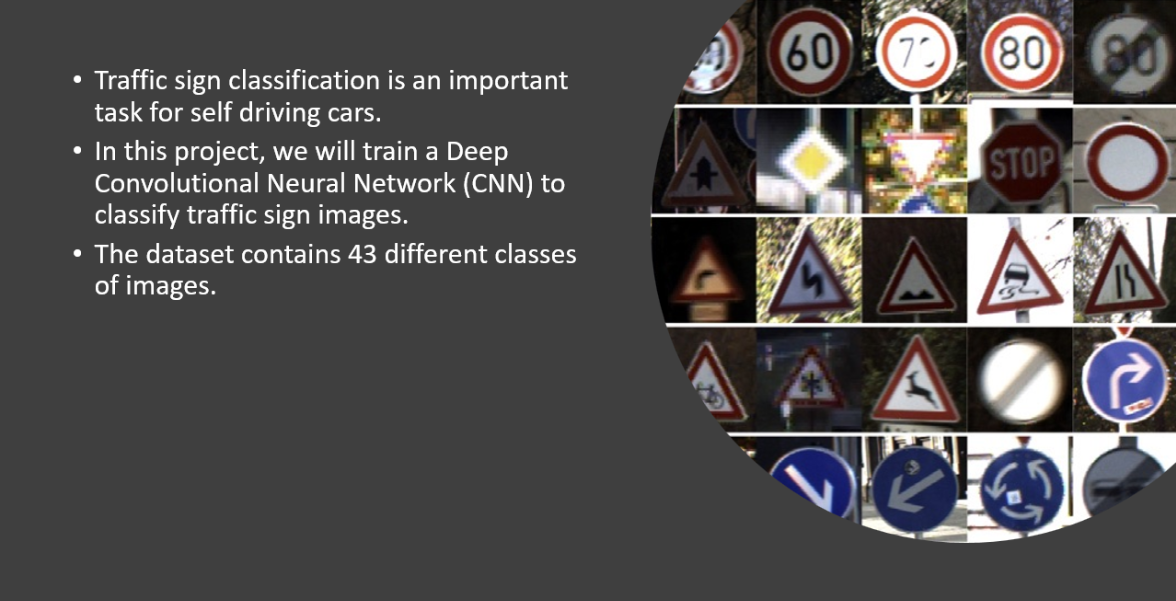 • Traffic sign classification is an important
task for self driving cars.
• In this project, we will train a Deep
Convolutional Neural Network (CNN) to
classify traffic sign images.
• The dataset contains 43 different classes
of images.
60
80
80
STOP